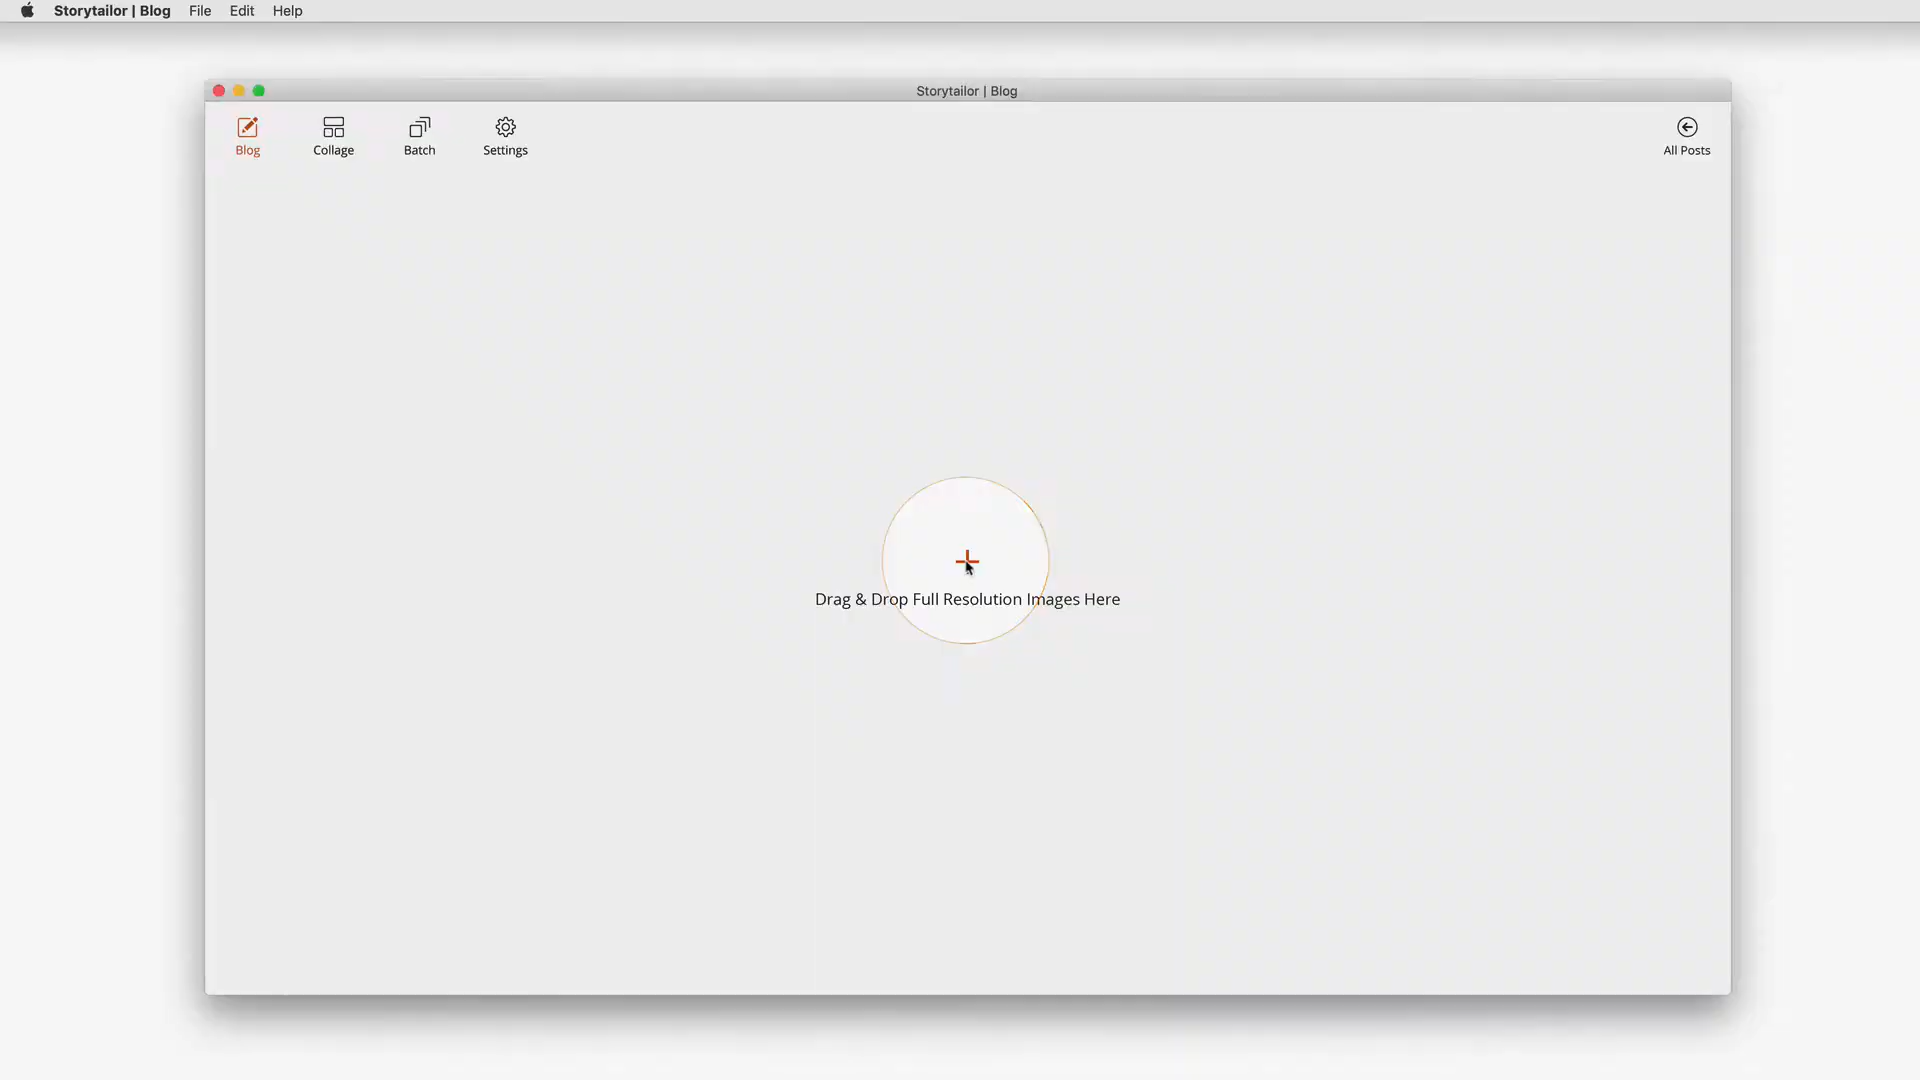 Storytailor | Blog File Edit Help
Storytailor | Blog
Blog Collage Batch Settings All Posts
Drag & Drop Full Resolution Images Here